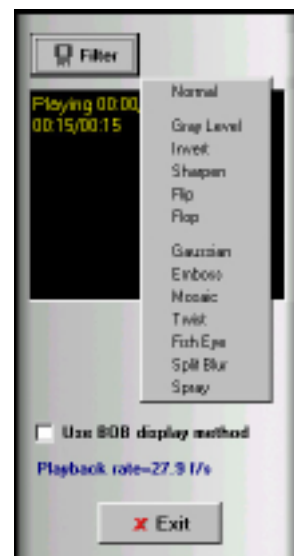 Filter
Playing 00:00,
00:15/00:15
Normal
Gray Level
Invert
Sharpen
Flip
Flop
Gaussian
Emboss
Mosaic
Twist
Fish Eye
Split Blur
Spray
Use BOB display method
Playback rate=27.9 f/s
Exit